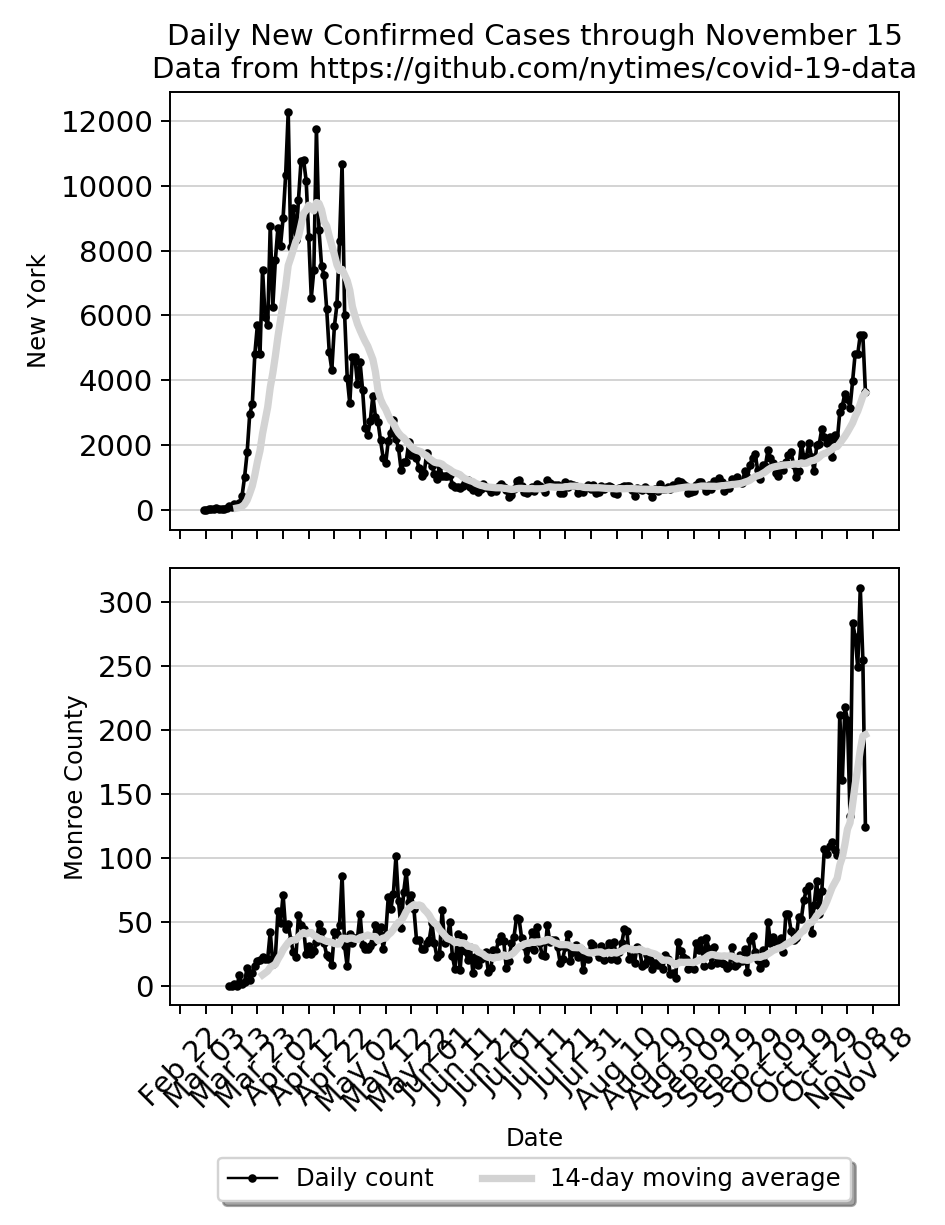 Daily New Confirmed Cases through November 15
Data from https://github.com/nytimes/covid-19-data
12000
10000
8000
6000
4000
2000
0
New York
300
250
200
150
100
50
0
Monroe County
Feb 22
Mar 03
Mar 13
Mar 23
Apr 02
Apr 12
Apr 22
May 02
May 12
May 21
Jun 01
Jun 11
Jun 21
Jul 01
Jul 11
Jul 21
Jul 31
Aug 10
Aug 20
Aug 30
Sep 09
Sep 19
Sep 29
Oct 09
Oct 19
Oct 29
Nov 08
Nov 18
Date
Daily count
14-day moving average